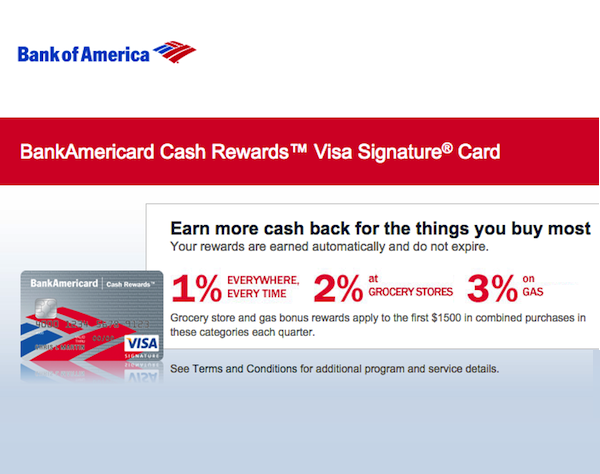 Bank of America
BankAmericard Cash Rewards™ Visa Signature® Card
Earn more cash back for the things you buy most
Your rewards are earned automatically and do not expire.
1% EVERYWHERE, EVERY TIME
2% at GROCERY STORES
3% on GAS
Grocery store and gas bonus rewards apply to the first $1500 in combined purchases in
these categories each quarter.
See Terms and Conditions for additional program and service details.
BankAmericard Cash Rewards™
VISA
SIGNATURE